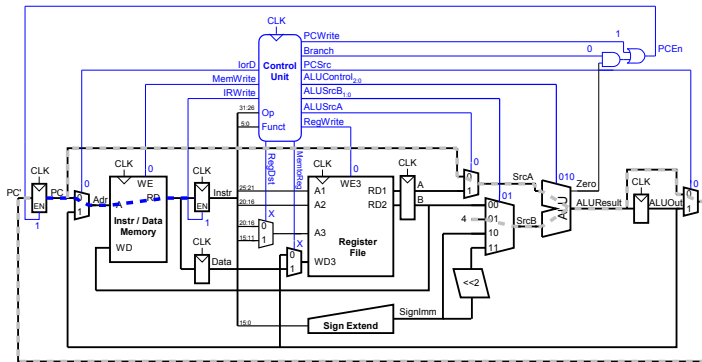 CLK
PCWrite
1
Branch
0
PCEn
IorD
Control
Unit
PCSrc
MemWrite
ALUControl2:0
IRWrite
ALUSrcB1:0
31:26
Op
ALUSrcA
5:0
Funct
RegWrite
RegDst
MemtoReg
CLK
CLK
CLK
CLK
CLK
0
0
0
0
01
010
0
PC'
PC
EN
1
0
1
Adr
WE
A
RD
Instr / Data
Memory
WD
EN
1
Instr
25:21
A1
WE3
RD1
A
0
1
SrcA
Zero
20:16
A2
RD2
B
00
4
01
SrcB
ALU
ALUResult
ALUOut
0
X
20:16
0
15:11
1
A3
10
11
CLK
Data
X
0
1
WD3
Register
File
<<2
SignImm
15:0
Sign Extend